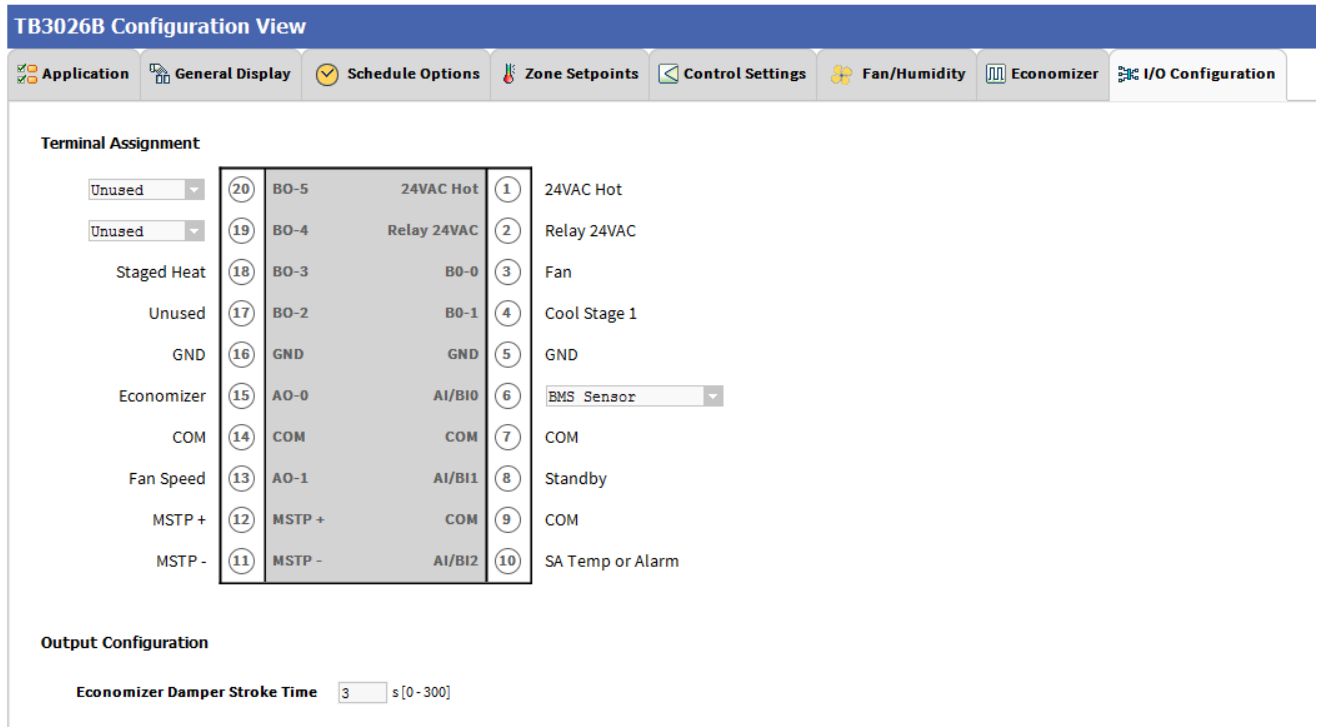 TB3026B Configuration View
Application General Display Schedule Options Zone Setpoints Control Settings Fan/Humidity Economizer I/O Configuration
Terminal Assignment
Unused 20 BO-5 24VAC Hot 1 24VAC Hot
Unused 19 BO-4 Relay 24VAC 2 Relay 24VAC
Staged Heat 18 BO-3 B0-0 3 Fan
Unused 17 BO-2 B0-1 4 Cool Stage 1
GND 16 GND GND 5 GND
Economizer 15 AO-0 AI/BI0 6 BMS Sensor
COM 14 COM COM 7 COM
Fan Speed 13 AO-1 AI/BI1 8 Standby
MSTP + 12 MSTP + COM 9 COM
MSTP - 11 MSTP - AI/BI2 10 SA Temp or Alarm
Output Configuration
Economizer Damper Stroke Time 3 s [0 - 300]